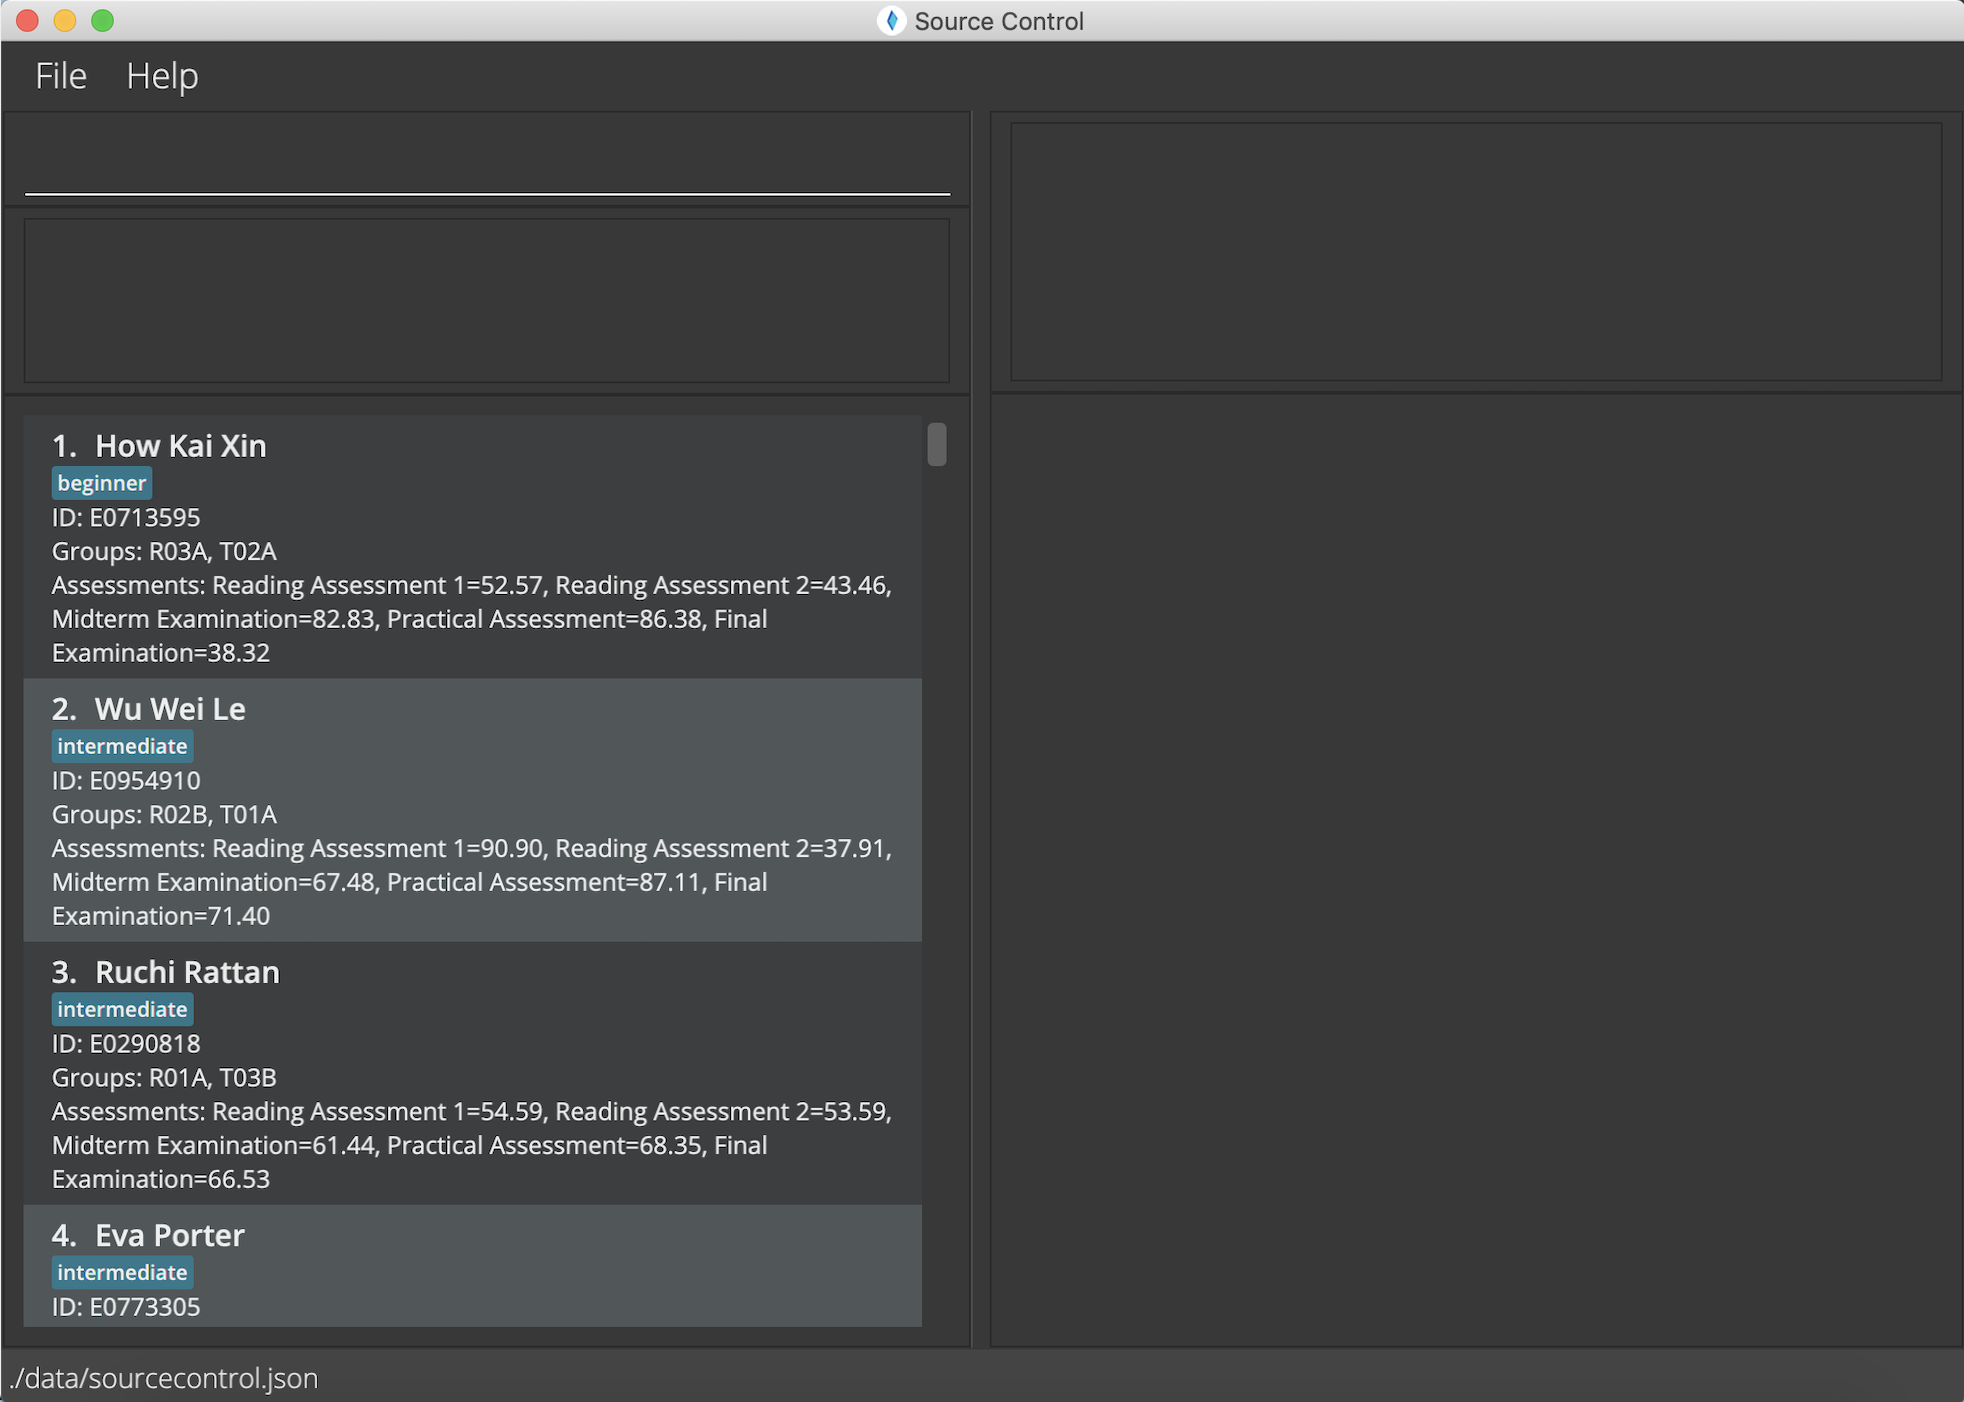 Source Control
File Help
1. How Kai Xin
beginner
ID: E0713595
Groups: R03A, T02A
Assessments: Reading Assessment 1=52.57, Reading Assessment 2=43.46,
Midterm Examination=82.83, Practical Assessment=86.38, Final
Examination=38.32
2. Wu Wei Le
intermediate
ID: E0954910
Groups: R02B, T01A
Assessments: Reading Assessment 1=90.90, Reading Assessment 2=37.91,
Midterm Examination=67.48, Practical Assessment=87.11, Final
Examination=71.40
3. Ruchi Rattan
intermediate
ID: E0290818
Groups: R01A, T03B
Assessments: Reading Assessment 1=54.59, Reading Assessment 2=53.59,
Midterm Examination=61.44, Practical Assessment=68.35, Final
Examination=66.53
4. Eva Porter
intermediate
ID: E0773305
./data/sourcecontrol.json